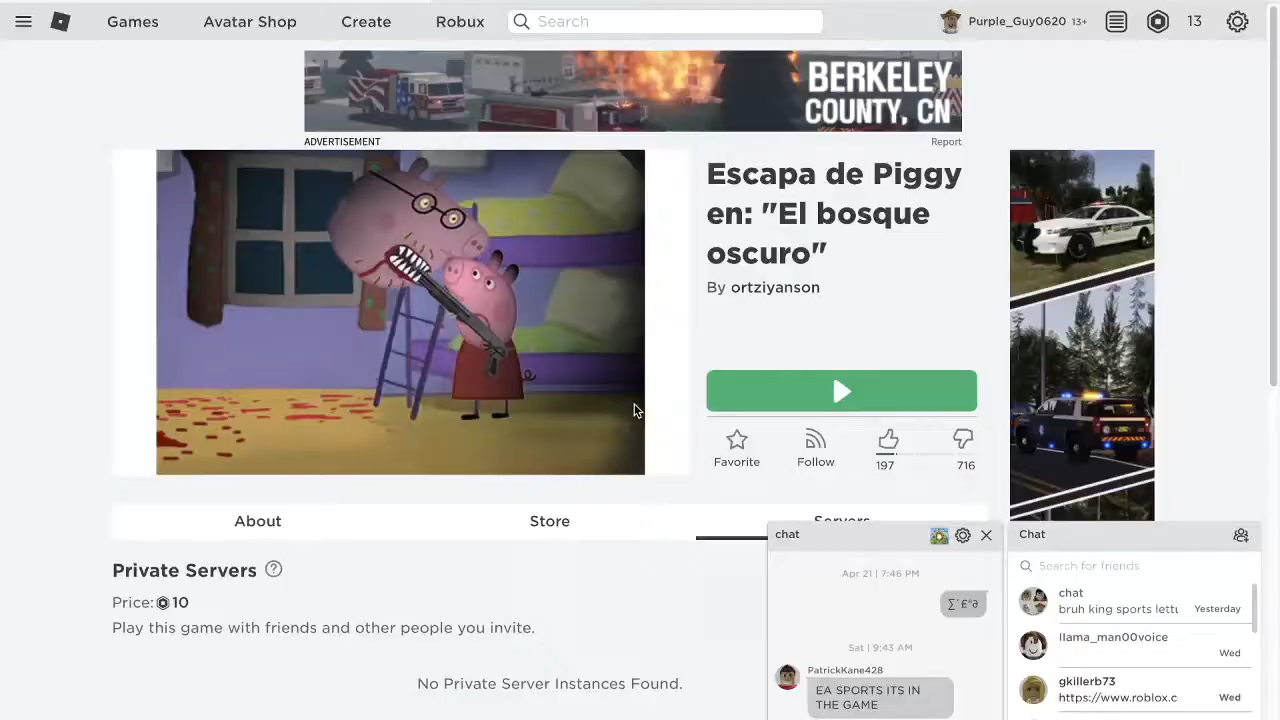 Games
Avatar Shop
Create
Robux
Search
Purple_Guy0620 13+
13
BERKELEY
COUNTY, CN
ADVERTISEMENT
Report
Escapa de Piggy
en: "El bosque
oscuro"
By ortziyanson
Favorite
Follow
197
716
About
Store
Servers
Private Servers
Price: 10
Play this game with friends and other people you invite.
No Private Server Instances Found.
chat
Apr 21 | 7:46 PM
Sat | 9:43 AM
PatrickKane428
EA SPORTS ITS IN
THE GAME
Chat
Search for friends
chat
bruh king sports lettu
Yesterday
llama_man00voice
Wed
gkillerb73
https://www.roblox.c
Wed